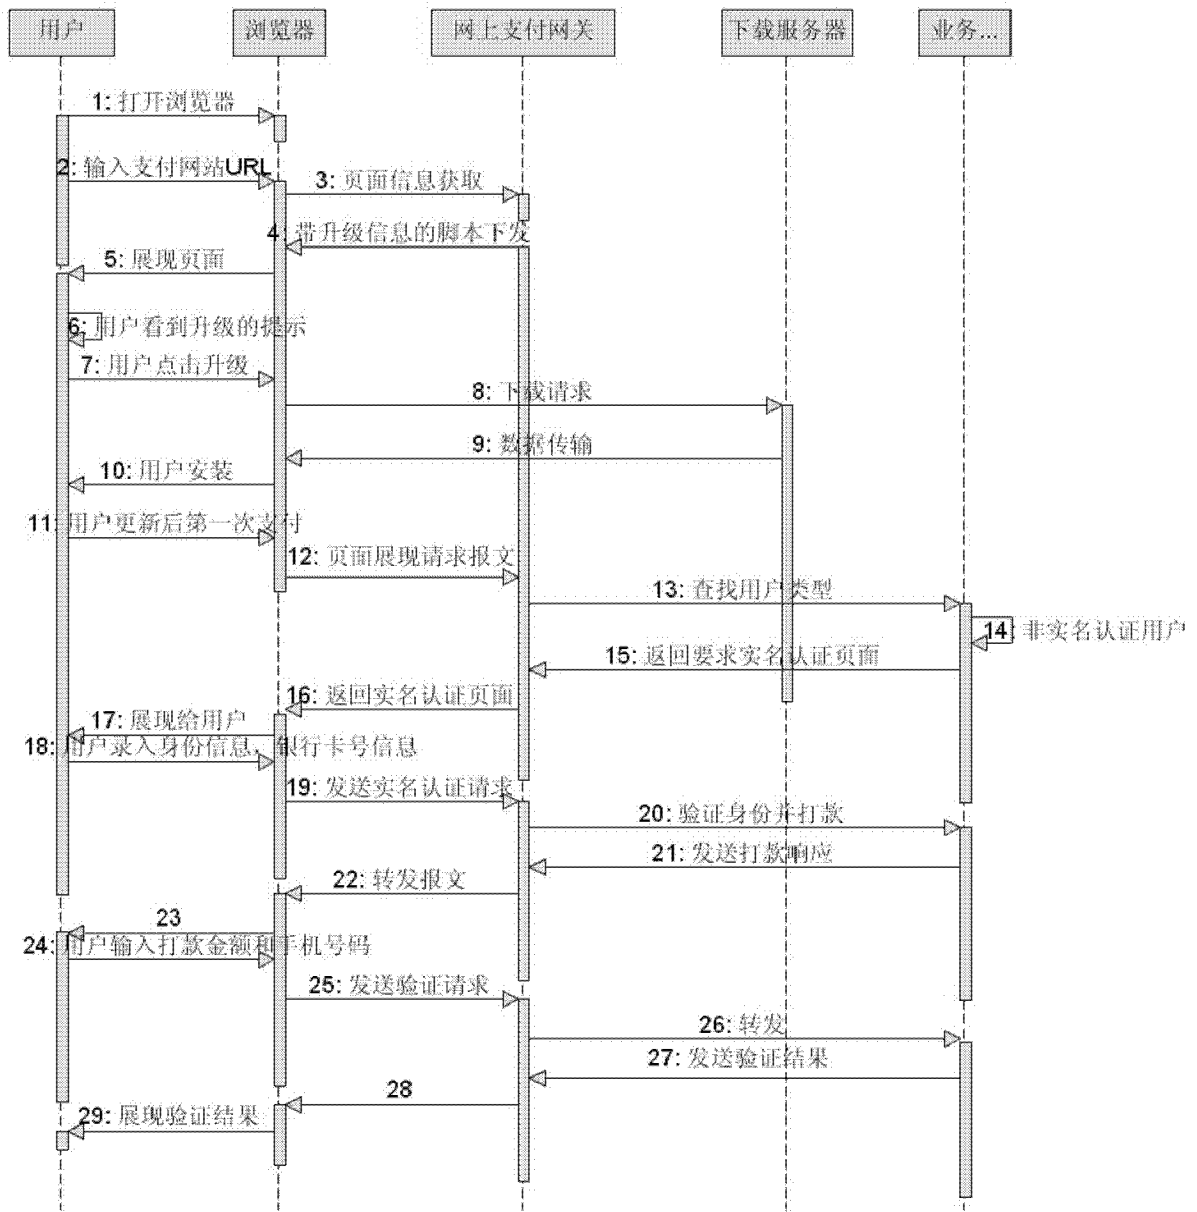 用户
浏览器
网上支付网关
下载服务器
业务...
1: 打开浏览器
2: 输入支付网站URL
3: 页面信息获取
4: 带升级信息的脚本下发
5: 展现页面
6: 用户看到升级的提示
7: 用户点击升级
8: 下载请求
9: 数据传输
10: 用户安装
11: 用户更新后第一次支付
12: 页面展现请求报文
13: 查找用户类型
14: 非实名认证用户
15: 返回要求实名认证页面
16: 返回实名认证页面
17: 展现给用户
18: 用户录入身份信息，银行卡号信息
19: 发送实名认证请求
20: 验证身份并打款
21: 发送打款响应
22: 转发报文
23
24: 用户输入打款金额和手机号码
25: 发送验证请求
26: 转发
27: 发送验证结果
28
29: 展现验证结果